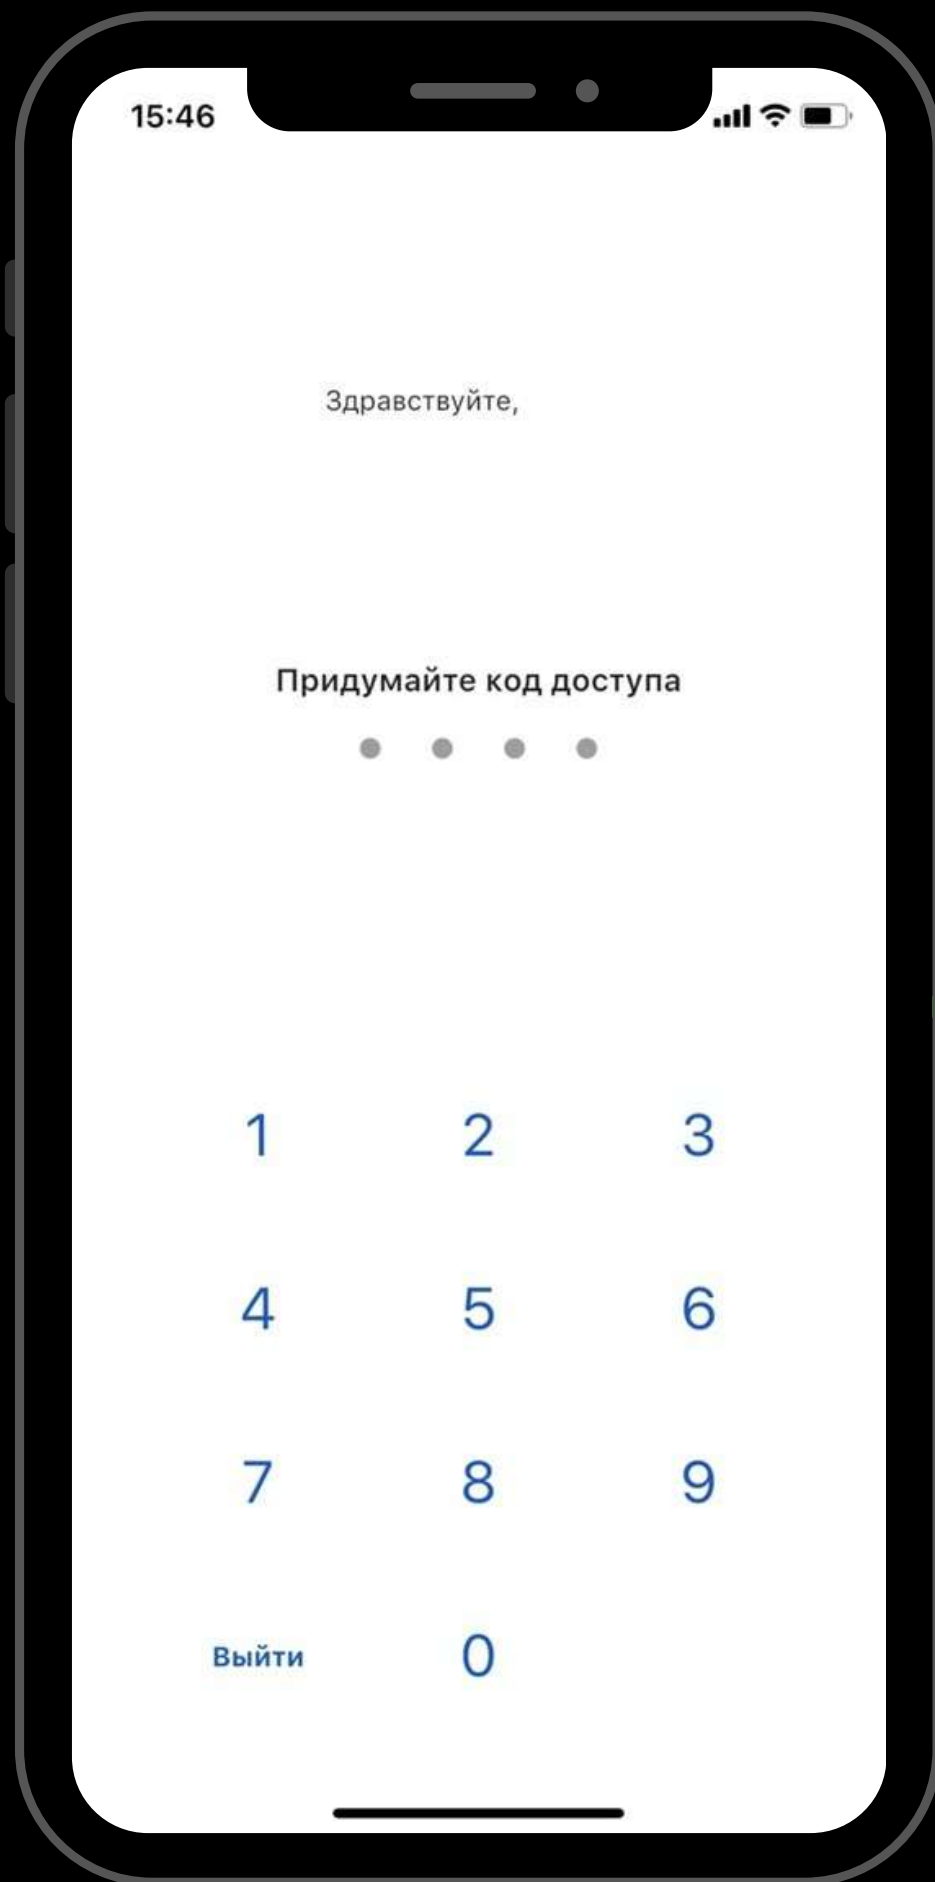 15:46
Здравствуйте,
Придумайте код доступа
1 2 3
4 5 6
7 8 9
Выйти 0